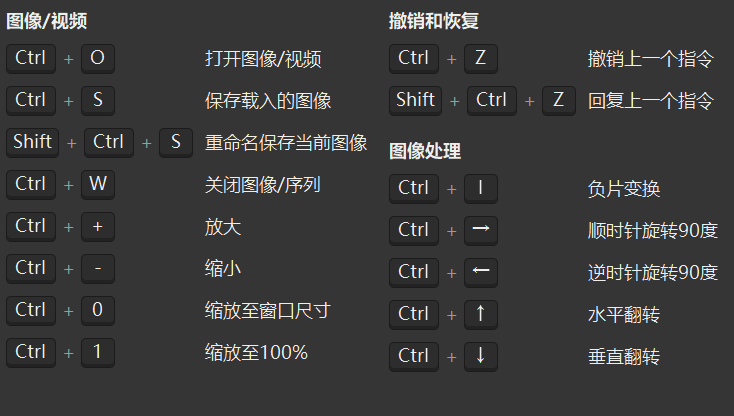 图像/视频
Ctrl + O 打开图像/视频
Ctrl + S 保存载入的图像
Shift + Ctrl + S 重命名保存当前图像
Ctrl + W 关闭图像/序列
Ctrl + + 放大
Ctrl + - 缩小
Ctrl + 0 缩放至窗口尺寸
Ctrl + 1 缩放至100%
撤销和恢复
Ctrl + Z 撤销上一个指令
Shift + Ctrl + Z 回复上一个指令
图像处理
Ctrl + I 负片变换
Ctrl + → 顺时针旋转90度
Ctrl + ← 逆时针旋转90度
Ctrl + ↑ 水平翻转
Ctrl + ↓ 垂直翻转